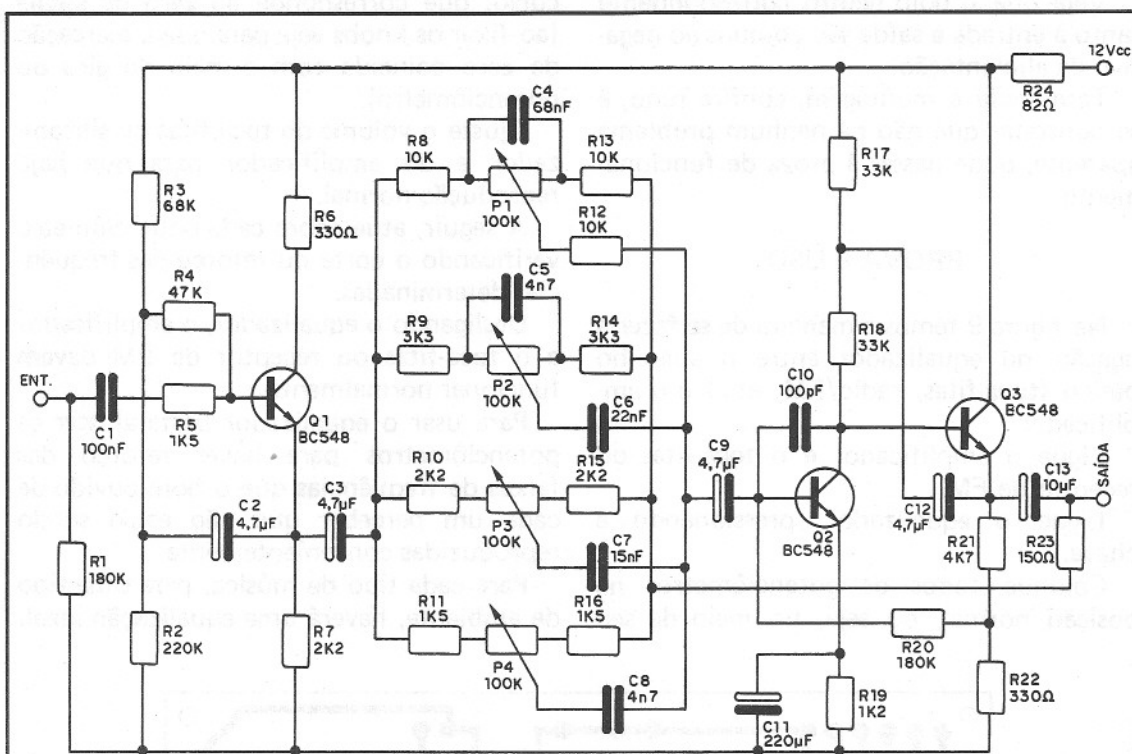 12Vcc
R24
82Ω
C4
68nF
R8
10K
R13
10K
R17
33K
R3
68K
R6
330Ω
P1
100K
R12
10K
R4
47K
C5
4n7
R9
3K3
R14
3K3
R18
33K
ENT.
C1
100nF
R5
1K5
Q1
BC548
P2
100K
C6
22nF
C10
100pF
Q3
BC548
R10
2K2
R15
2K2
C9
4,7µF
C2
4,7µF
C3
4,7µF
P3
100K
Q2
BC548
C12
4,7µF
C13
10µF
SAÍDA
R21
4K7
R23
150Ω
C7
15nF
R1
180K
R2
220K
R7
2K2
R11
1K5
R16
1K5
P4
100K
R20
180K
C8
4n7
C11
220µF
R19
1K2
R22
330Ω